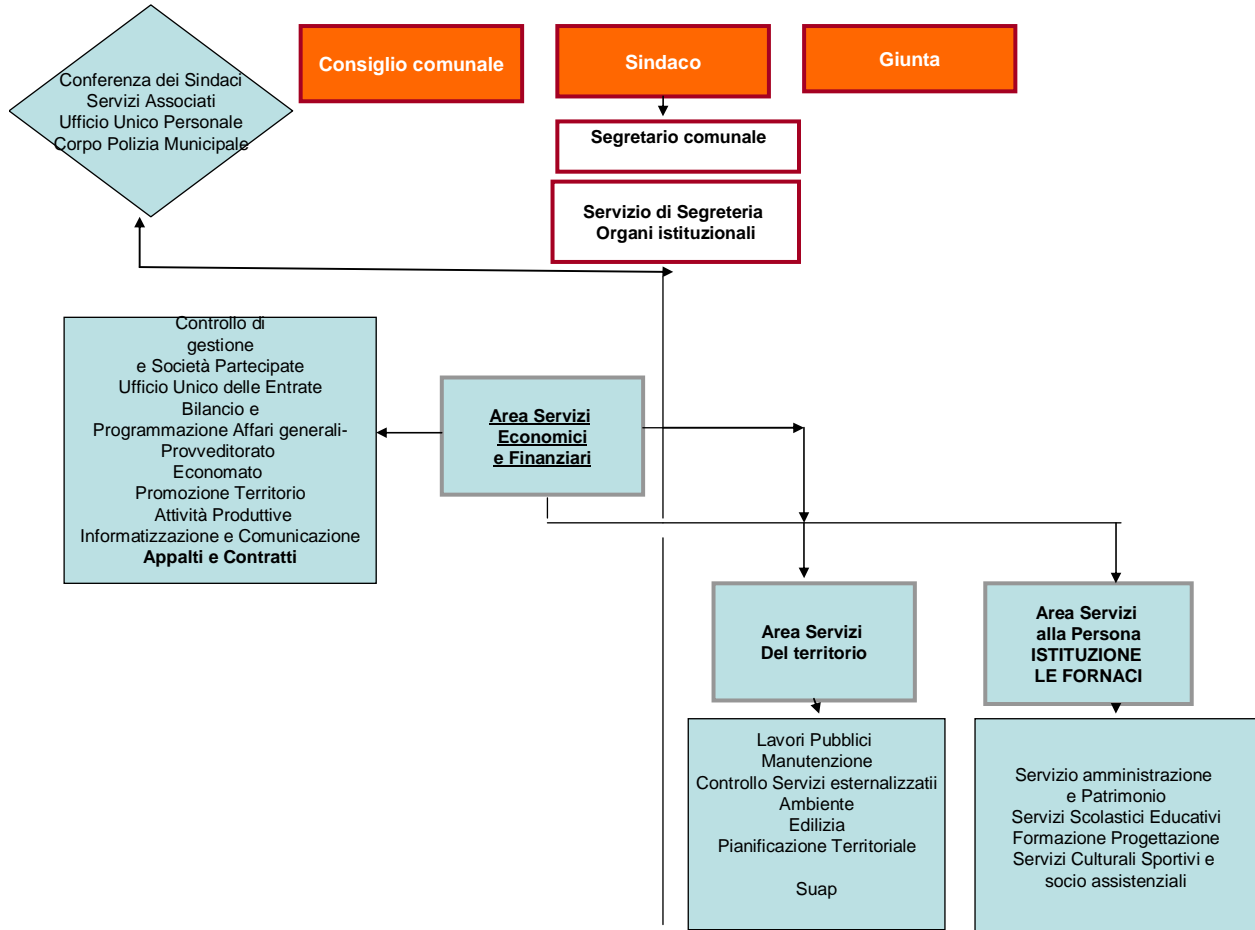 Conferenza dei Sindaci
Servizi Associati
Ufficio Unico Personale
Corpo Polizia Municipale
Consiglio comunale
Sindaco
Giunta
Segretario comunale
Servizio di Segreteria
Organi istituzionali
Controllo di
gestione
e Società Partecipate
Ufficio Unico delle Entrate
Bilancio e
Programmazione Affari generali-
Provveditorato
Economato
Promozione Territorio
Attività Produttive
Informatizzazione e Comunicazione
Appalti e Contratti
Area Servizi
Economici
e Finanziari
Area Servizi
Del territorio
Area Servizi
alla Persona
ISTITUZIONE
LE FORNACI
Lavori Pubblici
Manutenzione
Controllo Servizi esternalizzatii
Ambiente
Edilizia
Pianificazione Territoriale
Suap
Servizio amministrazione
e Patrimonio
Servizi Scolastici Educativi
Formazione Progettazione
Servizi Culturali Sportivi e
socio assistenziali